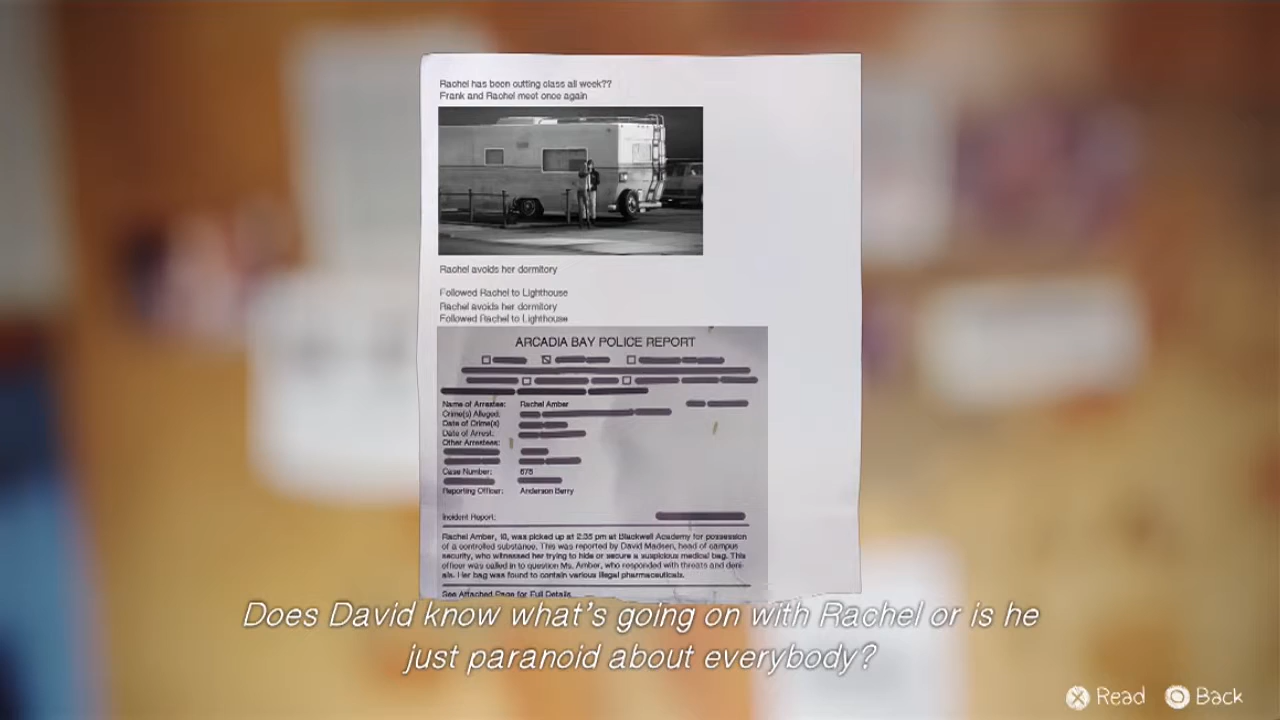 Rachel has been cutting class all week??
Frank and Rachel meet once again
Rachel avoids her dormitory
Followed Rachel to Lighthouse
Rachel avoids her dormitory
Followed Rachel to Lighthouse
ARCADIA BAY POLICE REPORT
Name of Arrestee: Rachel Amber
Crime(s) Alleged:
Date of Crime(s)
Date of Arrest:
Other Arrestees:
Case Number: 678
Reporting Officer: Anderson Berry
Incident Report:
Rachel Amber, 18, was picked up at 2:35 pm at Blackwell Academy for possession
of a controlled substance. This was reported by David Madsen, head of campus
security, who witnessed her trying to hide or secure a suspicious medical bag. This
officer was called in to question Ms. Amber, who responded with threats and deni-
als. Her bag was found to contain various illegal pharmaceuticals.
See Attached Page for Full Details
Does David know what's going on with Rachel or is he
just paranoid about everybody?
Read Back